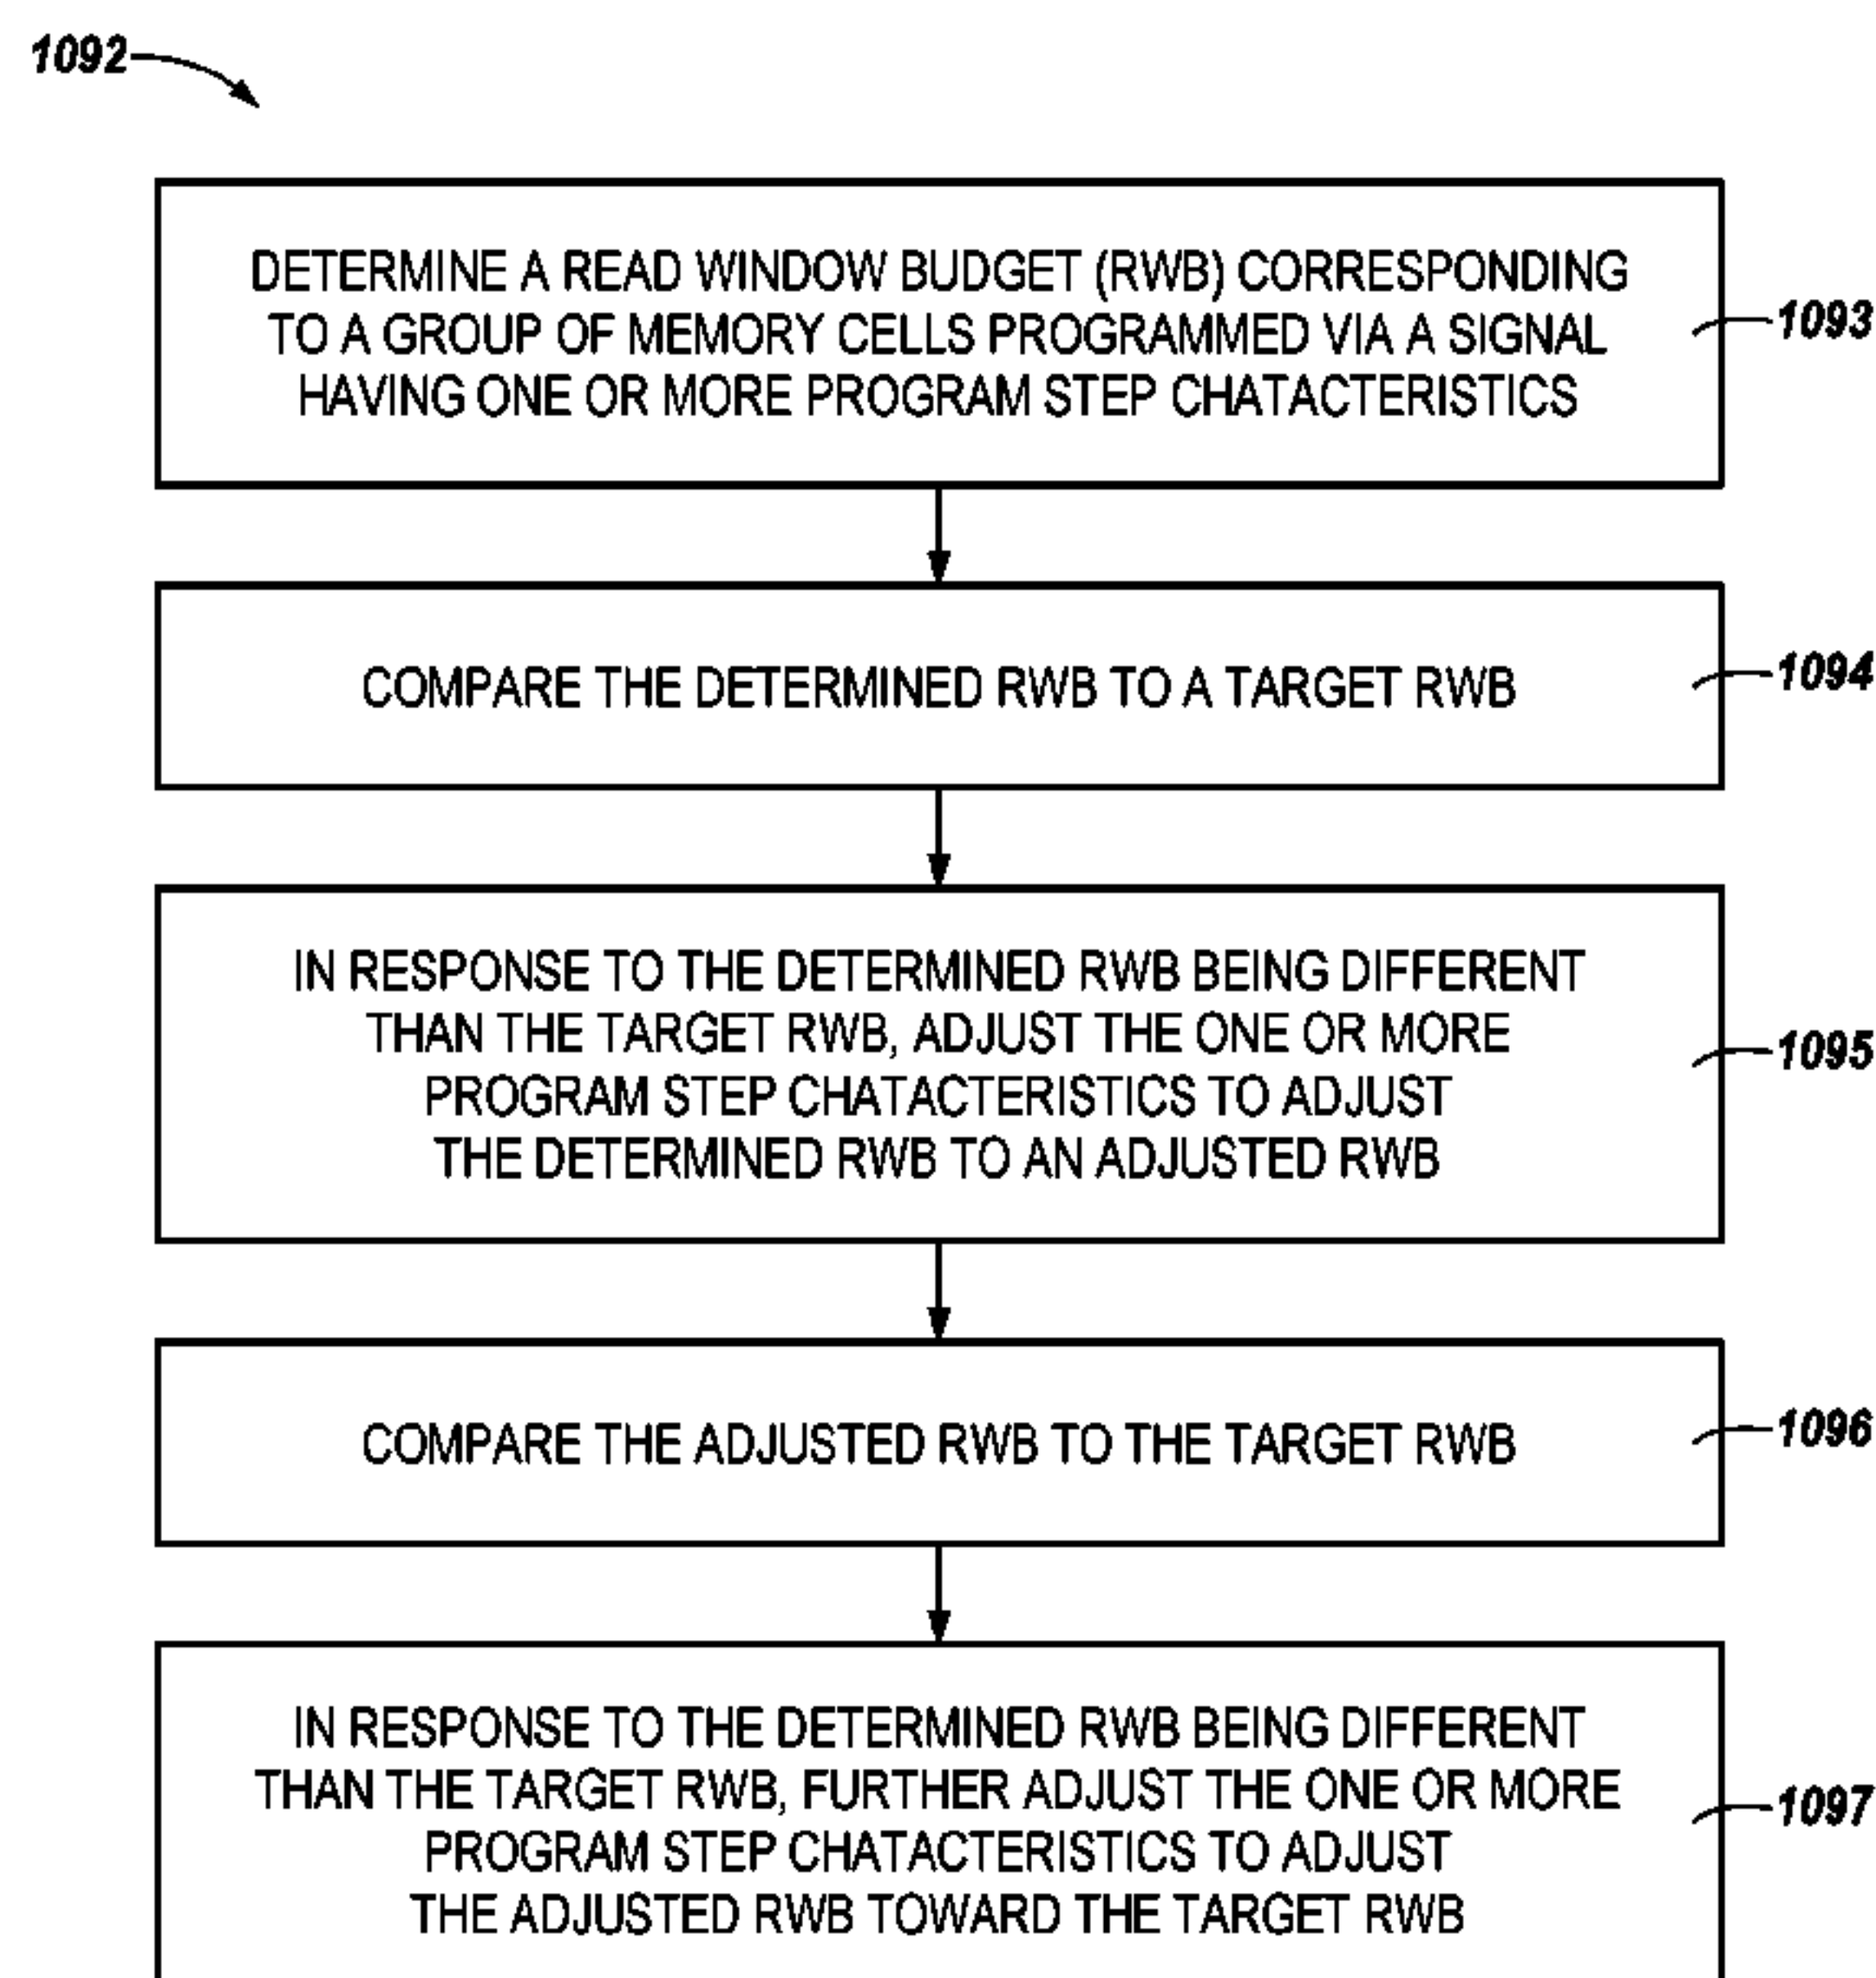 1092
DETERMINE A READ WINDOW BUDGET (RWB) CORRESPONDING
TO A GROUP OF MEMORY CELLS PROGRAMMED VIA A SIGNAL
HAVING ONE OR MORE PROGRAM STEP CHATACTERISTICS
1093
COMPARE THE DETERMINED RWB TO A TARGET RWB
1094
IN RESPONSE TO THE DETERMINED RWB BEING DIFFERENT
THAN THE TARGET RWB, ADJUST THE ONE OR MORE
PROGRAM STEP CHATACTERISTICS TO ADJUST
THE DETERMINED RWB TO AN ADJUSTED RWB
1095
COMPARE THE ADJUSTED RWB TO THE TARGET RWB
1096
IN RESPONSE TO THE DETERMINED RWB BEING DIFFERENT
THAN THE TARGET RWB, FURTHER ADJUST THE ONE OR MORE
PROGRAM STEP CHATACTERISTICS TO ADJUST
THE ADJUSTED RWB TOWARD THE TARGET RWB
1097